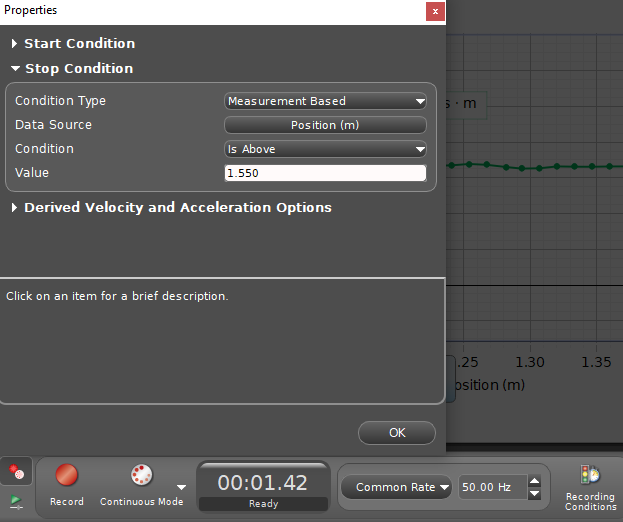 Properties
x
Start Condition
Stop Condition
Condition Type
Measurement Based
Data Source
Position (m)
Condition
Is Above
Value
1.550
Derived Velocity and Acceleration Options
Click on an item for a brief description.
OK
s · m
.25
1.30
1.35
osition (m)
Record
Continuous Mode
00:01.42
Ready
Common Rate
50.00 Hz
Recording
Conditions